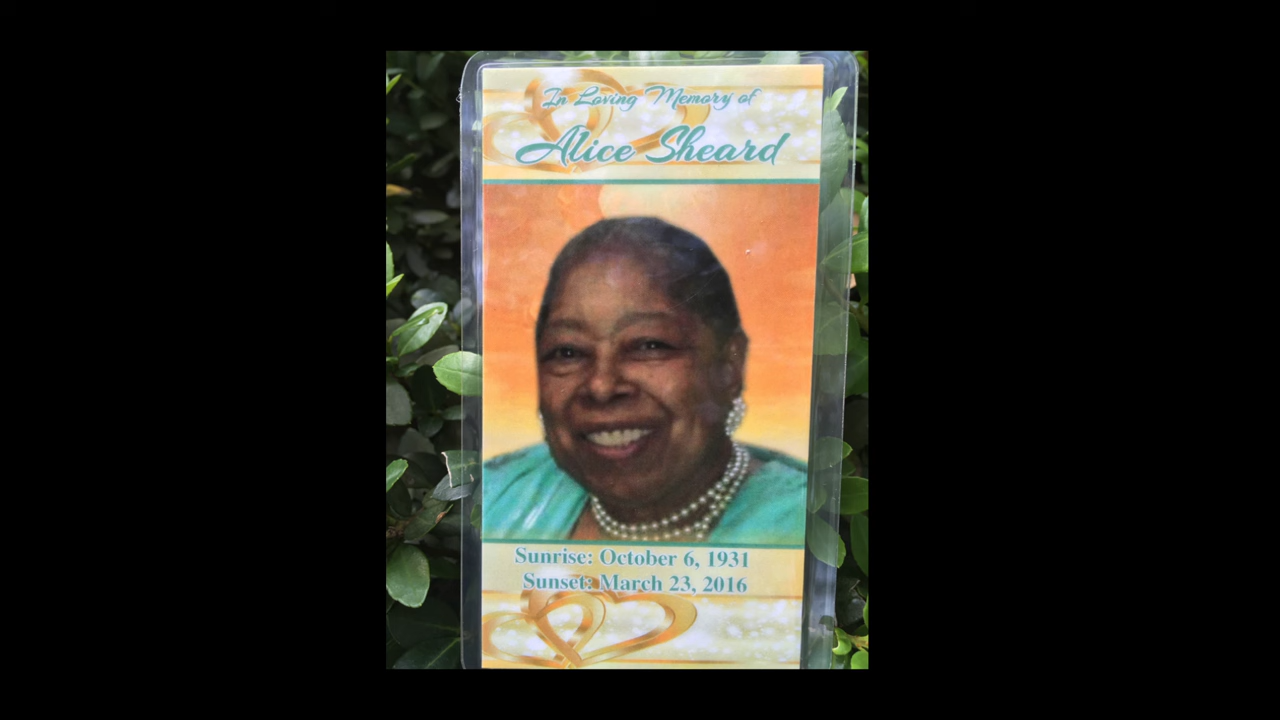 In Loving Memory of
Alice Sheard
Sunrise: October 6, 1931
Sunset: March 23, 2016